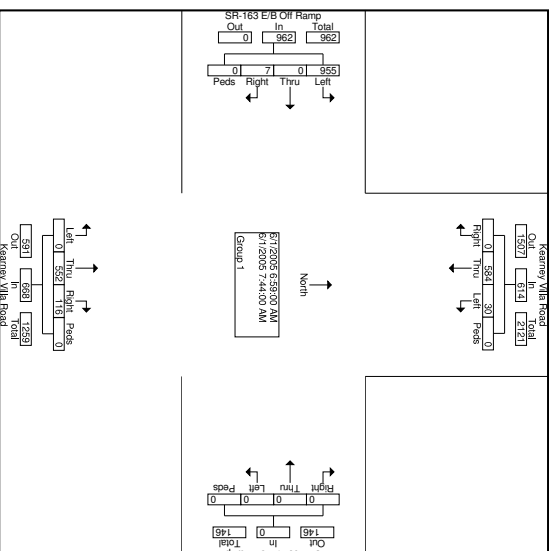 SR-163 E/B Off Ramp
Out In Total
0 962 962
0 7 0 955
Peds Right Thru Left
Kearney Villa Road
Out In Total
1507 614 2121
0 584 30 0
Right Thru Left Peds
North
6/1/2005 6:59:00 AM
6/1/2005 7:44:00 AM
Group 1
Left Thru Right Peds
0 552 116 0
591 668 1259
Out In Total
Kearney Villa Road
Peds Left Thru Right
0 0 0 0
146 0 146
Total In Out